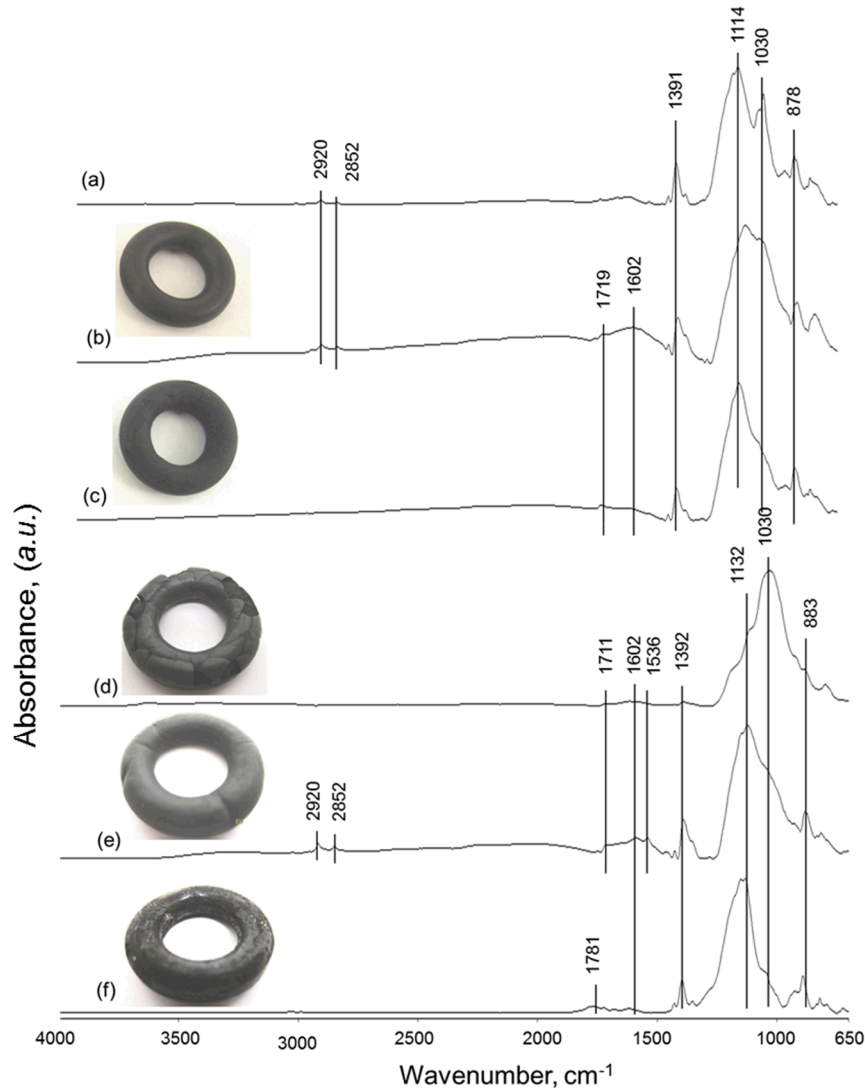 1114
1030
1391
878
2920
2852
(a)
1719
1602
(b)
(c)
1030
1132
883
1711
1602
1536
1392
(d)
2920
2852
(e)
1781
(f)
Absorbance, (a.u.)
4000 3500 3000 2500 2000 1500 1000 650
Wavenumber, cm-1